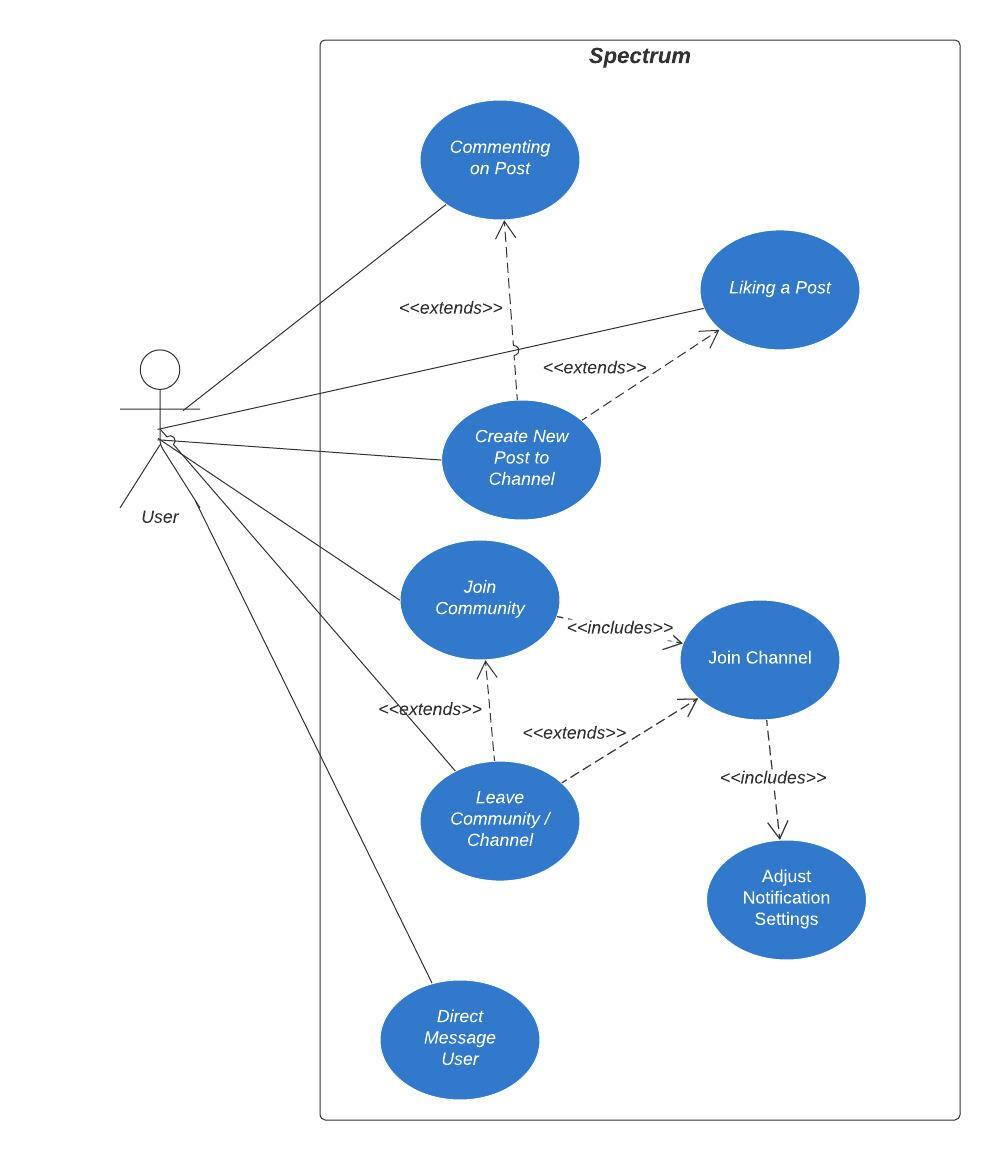 Spectrum
Commenting
on Post
Liking a Post
<<extends>>
<<extends>>
Create New
Post to
Channel
User
Join
Community
<<includes>>
Join Channel
<<extends>>
<<extends>>
<<includes>>
Leave
Community /
Channel
Adjust
Notification
Settings
Direct
Message
User